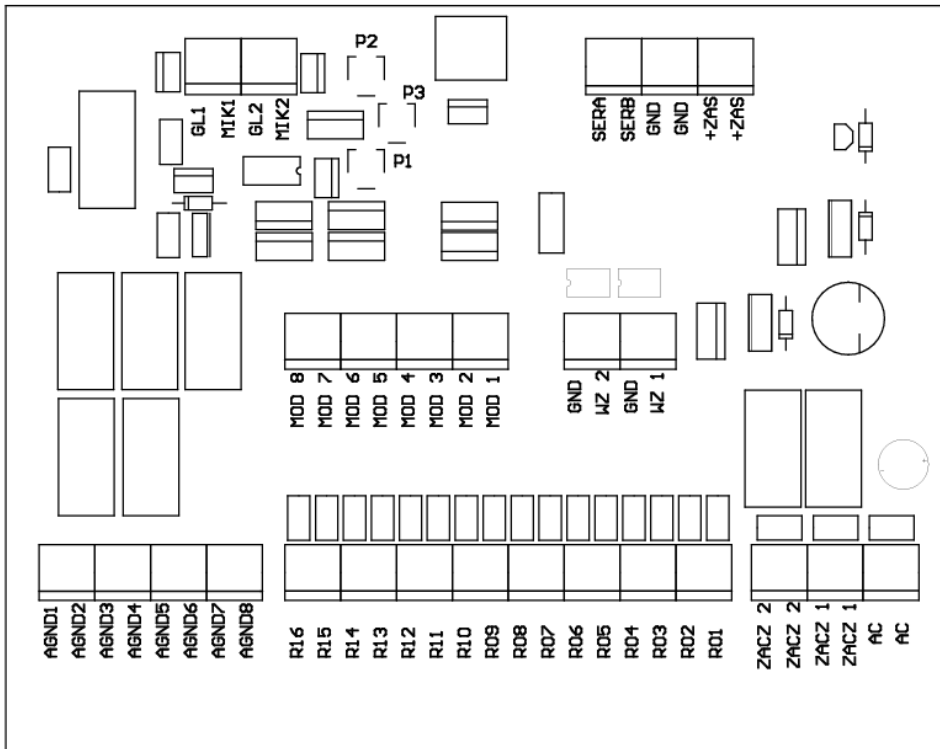 P2
P3
P1
GL1
MIK1
GL2
MIK2
SERA
SERB
GND
GND
+ZAS
+ZAS
MOD 8
MOD 7
MOD 6
MOD 5
MOD 4
MOD 3
MOD 2
MOD 1
GND
WZ 2
GND
WZ 1
AGND1
AGND2
AGND3
AGND4
AGND5
AGND6
AGND7
AGND8
R16
R15
R14
R13
R12
R11
R10
R09
R08
R07
R06
R05
R04
R03
R02
R01
ZACZ 2
ZACZ 2
ZACZ 1
ZACZ 1
AC
AC